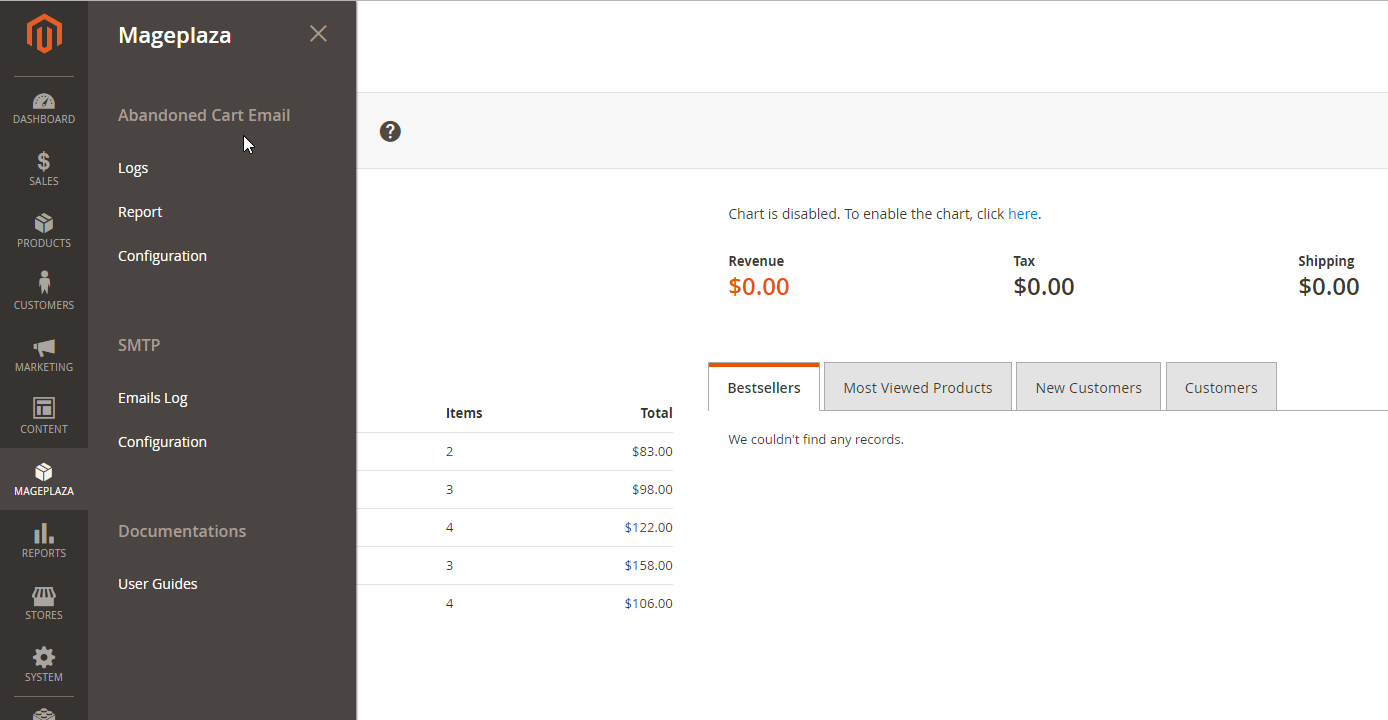 DASHBOARD
SALES
PRODUCTS
CUSTOMERS
MARKETING
CONTENT
MAGEPLAZA
REPORTS
STORES
SYSTEM
Mageplaza
Abandoned Cart Email
Logs
Report
Configuration
SMTP
Emails Log
Configuration
Documentations
User Guides
?
Chart is disabled. To enable the chart, click here.
Revenue Tax Shipping
$0.00 $0.00 $0.00
Bestsellers Most Viewed Products New Customers Customers
We couldn't find any records.
Items Total
2 $83.00
3 $98.00
4 $122.00
3 $158.00
4 $106.00